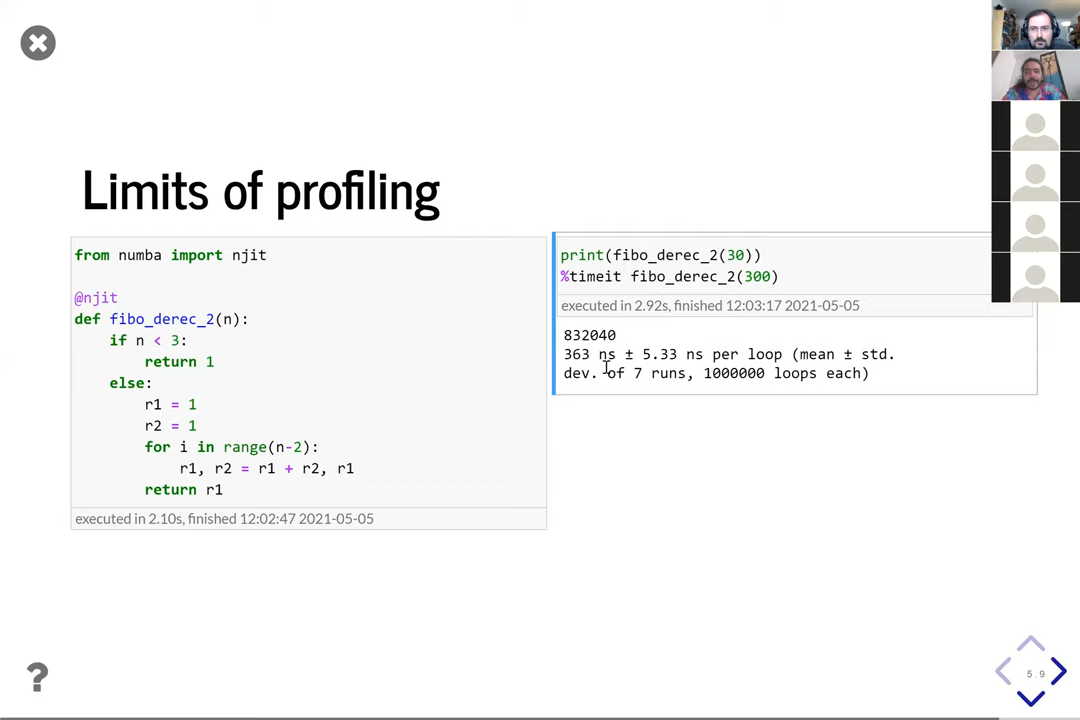 Limits of profiling
from numba import njit
@njit
def fibo_derec_2(n):
if n < 3:
return 1
else:
r1 = 1
r2 = 1
for i in range(n-2):
r1, r2 = r1 + r2, r1
return r1
executed in 2.10s, finished 12:02:47 2021-05-05
print(fibo_derec_2(30))
%timeit fibo_derec_2(300)
executed in 2.92s, finished 12:03:17 2021-05-05
832040
363 ns ± 5.33 ns per loop (mean ± std.
dev. of 7 runs, 1000000 loops each)
?
5.9